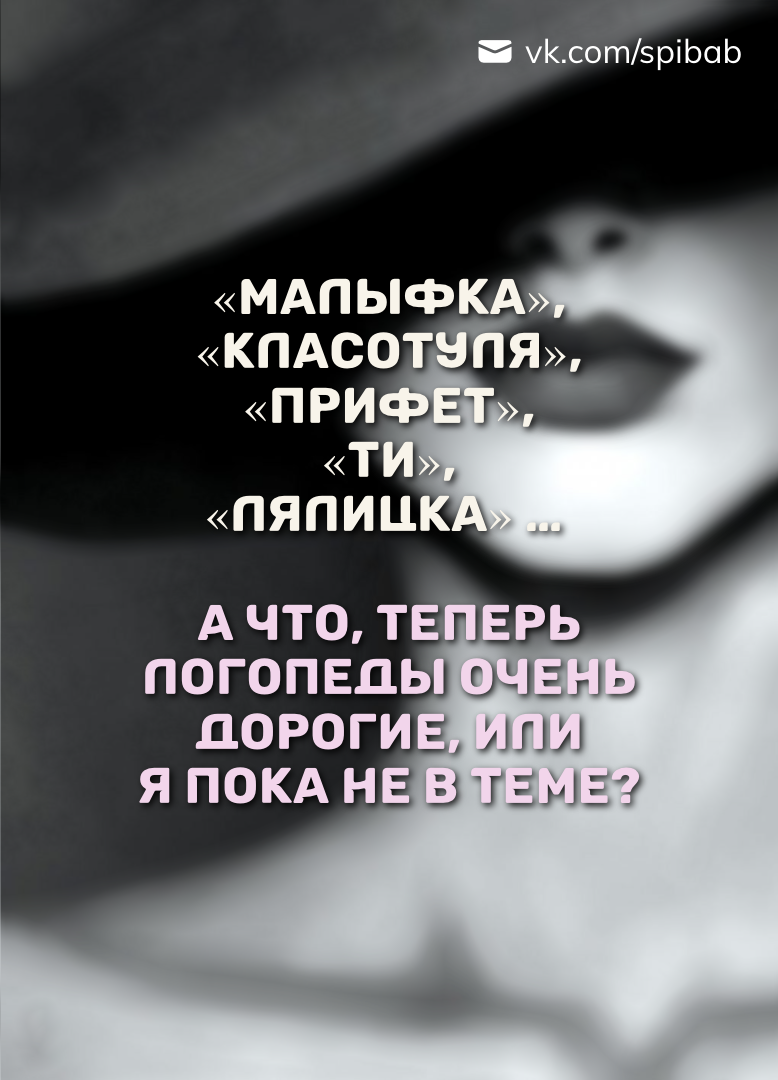 vk.com/spibab
«МАЛЫФКА»,
«КЛАСОТУЛЯ»,
«ПРИФЕТ»,
«ТИ»,
«ЛЯЛИЦКА» ...
А ЧТО, ТЕПЕРЬ
ЛОГОПЕДЫ ОЧЕНЬ
ДОРОГИЕ, ИЛИ
Я ПОКА НЕ В ТЕМЕ?